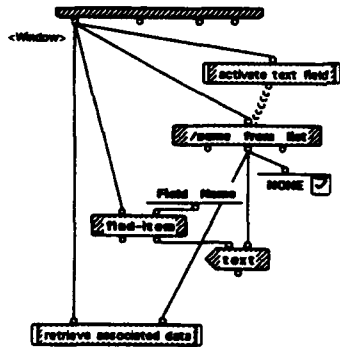 <Window>
activate text field
/name from list
NONE
Field Name
find-item
text
retrieve associated data